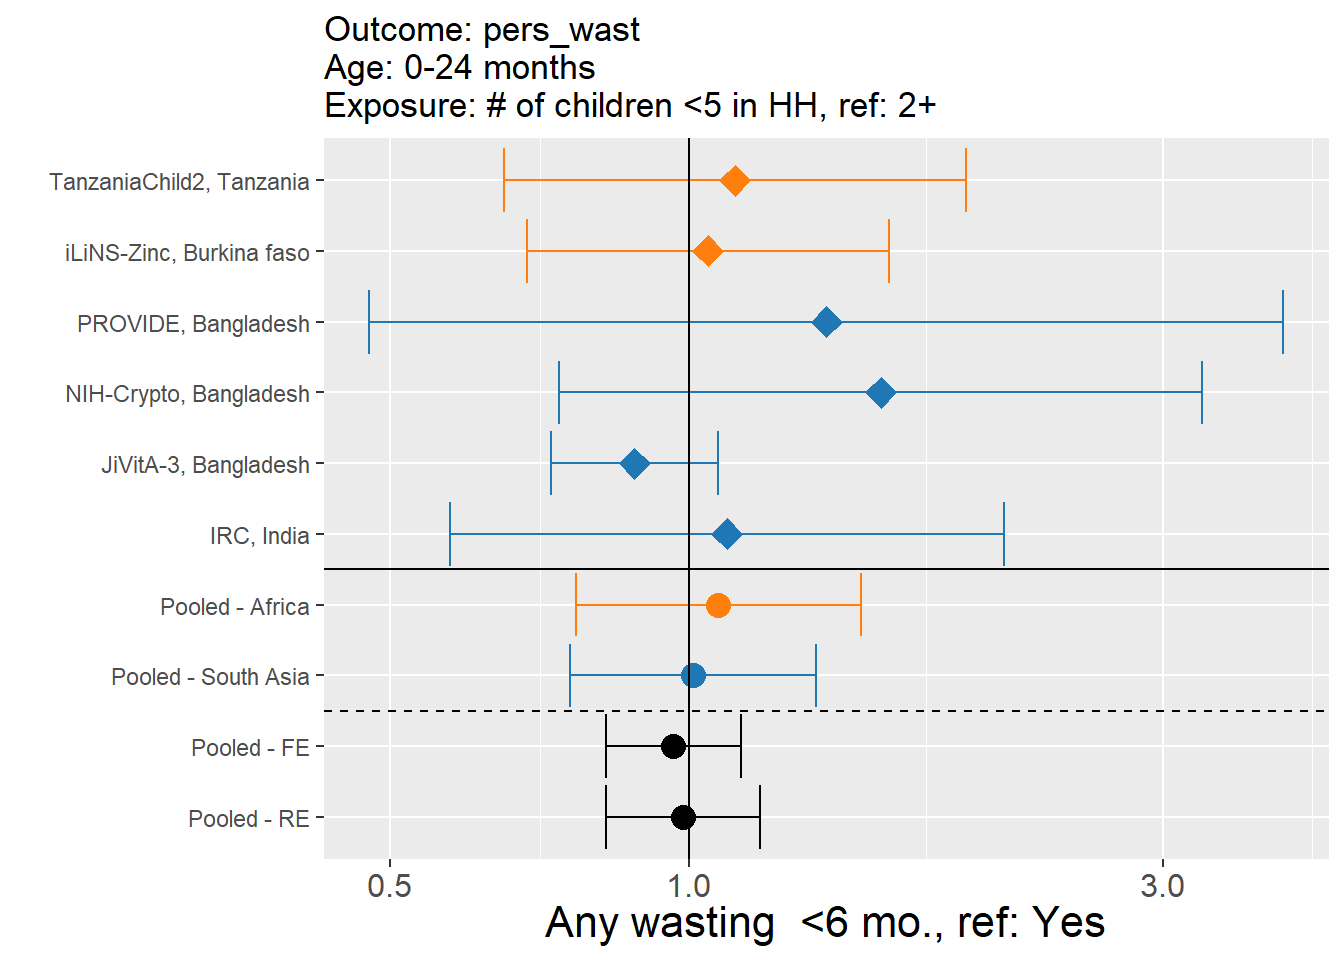 Outcome: pers_wast
Age: 0-24 months
Exposure: # of children <5 in HH, ref: 2+
TanzaniaChild2, Tanzania
iLiNS-Zinc, Burkina faso
PROVIDE, Bangladesh
NIH-Crypto, Bangladesh
JiVitA-3, Bangladesh
IRC, India
Pooled - Africa
Pooled - South Asia
Pooled - FE
Pooled - RE
0.5 1.0 3.0
Any wasting  <6 mo., ref: Yes